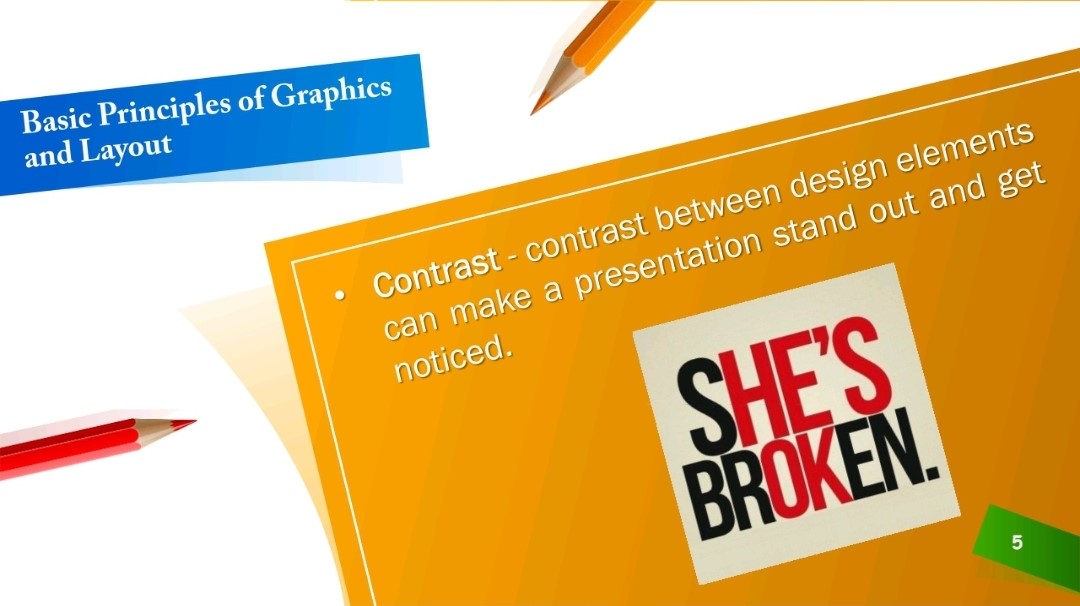 Basic Principles of Graphics
and Layout
• Contrast - contrast between design elements
can make a presentation stand out and get
noticed.
SHE'S
BROKEN.
5